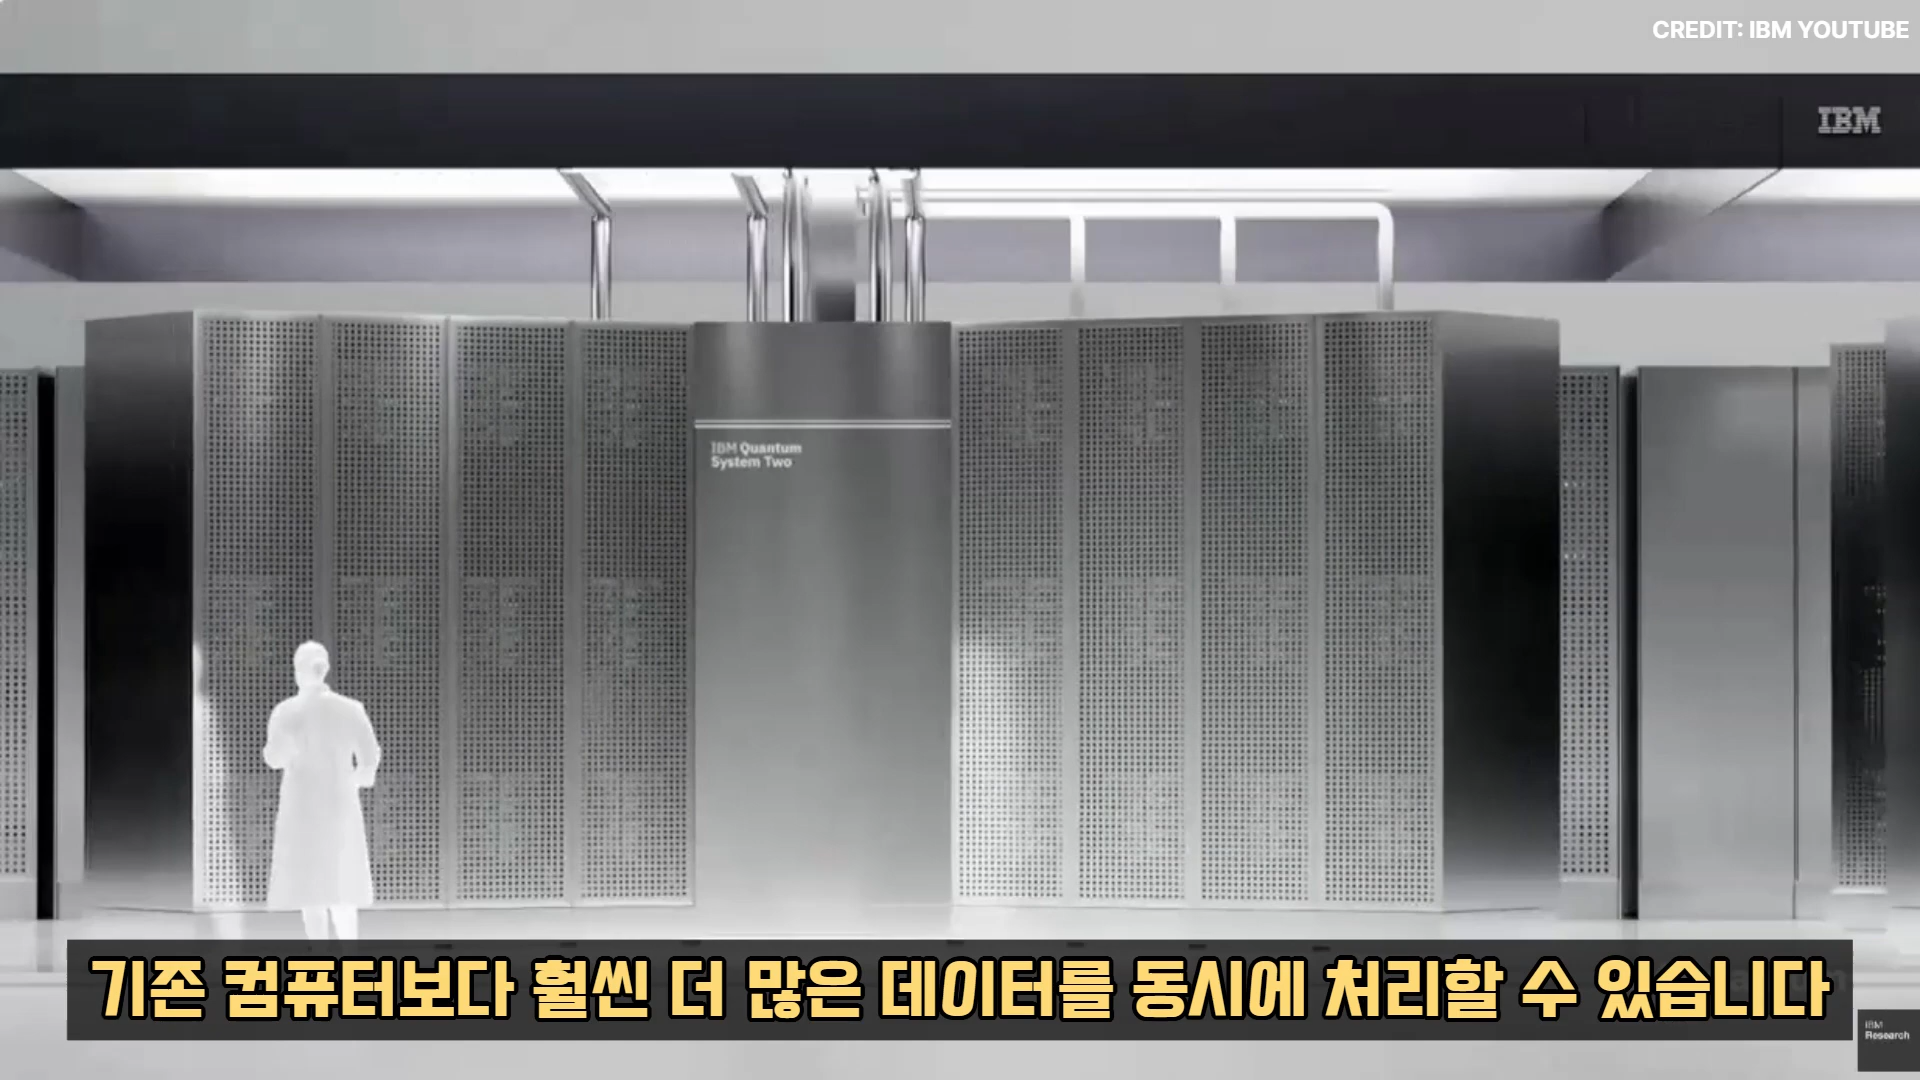 CREDIT: IBM YOUTUBE
IBM
IBM Quantum
System Two
기존 컴퓨터보다 훨씬 더 많은 데이터를 동시에 처리할 수 있습니다
IBM
Research